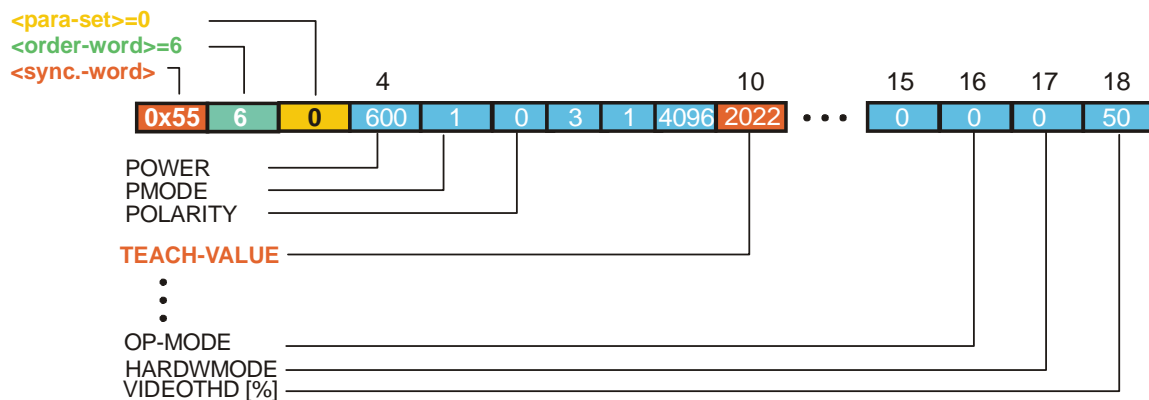 <para-set>=0
<order-word>=6
<sync.-word>
4 10 15 16 17 18
0x55 6 0 600 1 0 3 1 4096 2022 • • • 0 0 0 50
POWER
PMODE
POLARITY
TEACH-VALUE
•
•
•
OP-MODE
HARDWMODE
VIDEOTHD [%]